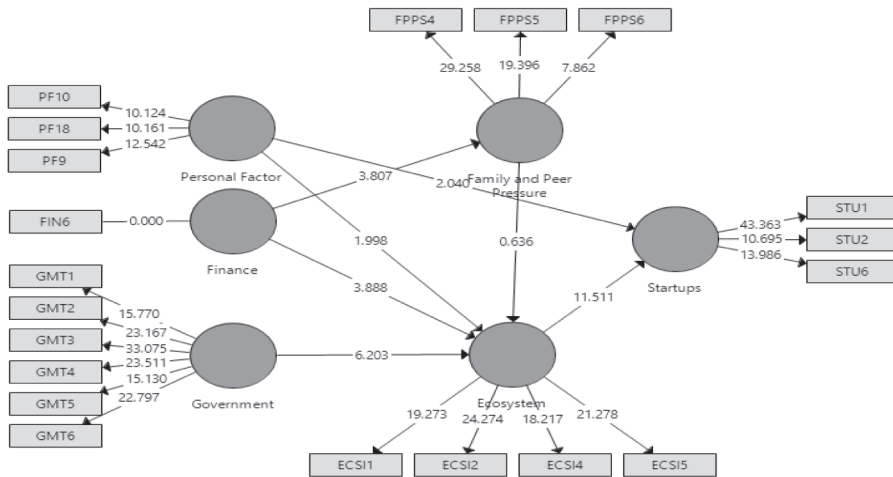 FPPS4
FPPS5
FPPS6
29.258
19.396
7.862
PF10
PF18
PF9
10.124
10.161
12.542
Personal Factor
Family and Peer
Pressure
3.807
2.040
FIN6
0.000
Finance
1.998
0.636
3.888
STU1
STU2
STU6
43.363
10.695
13.986
Startups
11.511
GMT1
GMT2
GMT3
GMT4
GMT5
GMT6
15.770
23.167
33.075
23.511
15.130
22.797
Government
6.203
Ecosystem
19.273
24.274
18.217
21.278
ECSI1
ECSI2
ECSI4
ECSI5